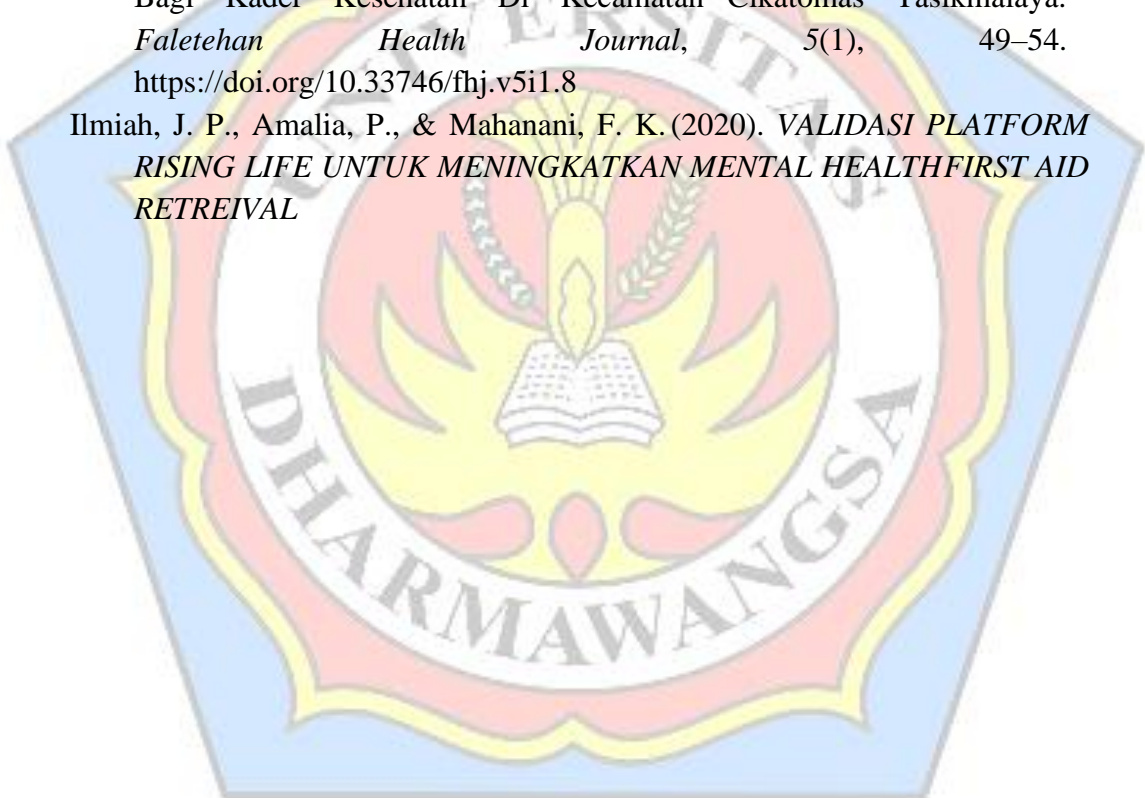 Bagi Kader Kesehatan Di Kecamatan Cikatomas Tasikmalaya.
Faletehan Health Journal, 5(1), 49–54.
https://doi.org/10.33746/fhj.v5i1.8
Ilmiah, J. P., Amalia, P., & Mahanani, F. K. (2020). VALIDASI PLATFORM
RISING LIFE UNTUK MENINGKATKAN MENTAL HEALTHFIRST AID
RETREIVAL
UNIVERSITAS
DHARMAWANGSA